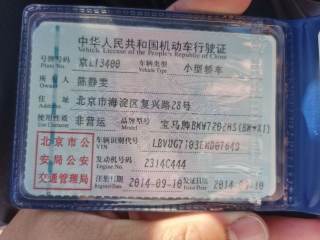 中华人民共和国机动车行驶证
Vehicle License of the People's Republic of China
号牌号码 京LJ3400 车辆类型 小型轿车
Plate No. Vehicle Type
所有人 陈静雯
Owner
住址 北京市海淀区复兴路28号
Address
使用性质 非营运 品牌型号 宝马牌BMW7202HS(BMWX1)
Use Character Model
北京市公安局公安交通管理局
车辆识别代号
VIN
发动机号码 2314C444
Engine No.
注册日期 2014-09-10 发证日期 2014-09-10
Register Date Issue Date